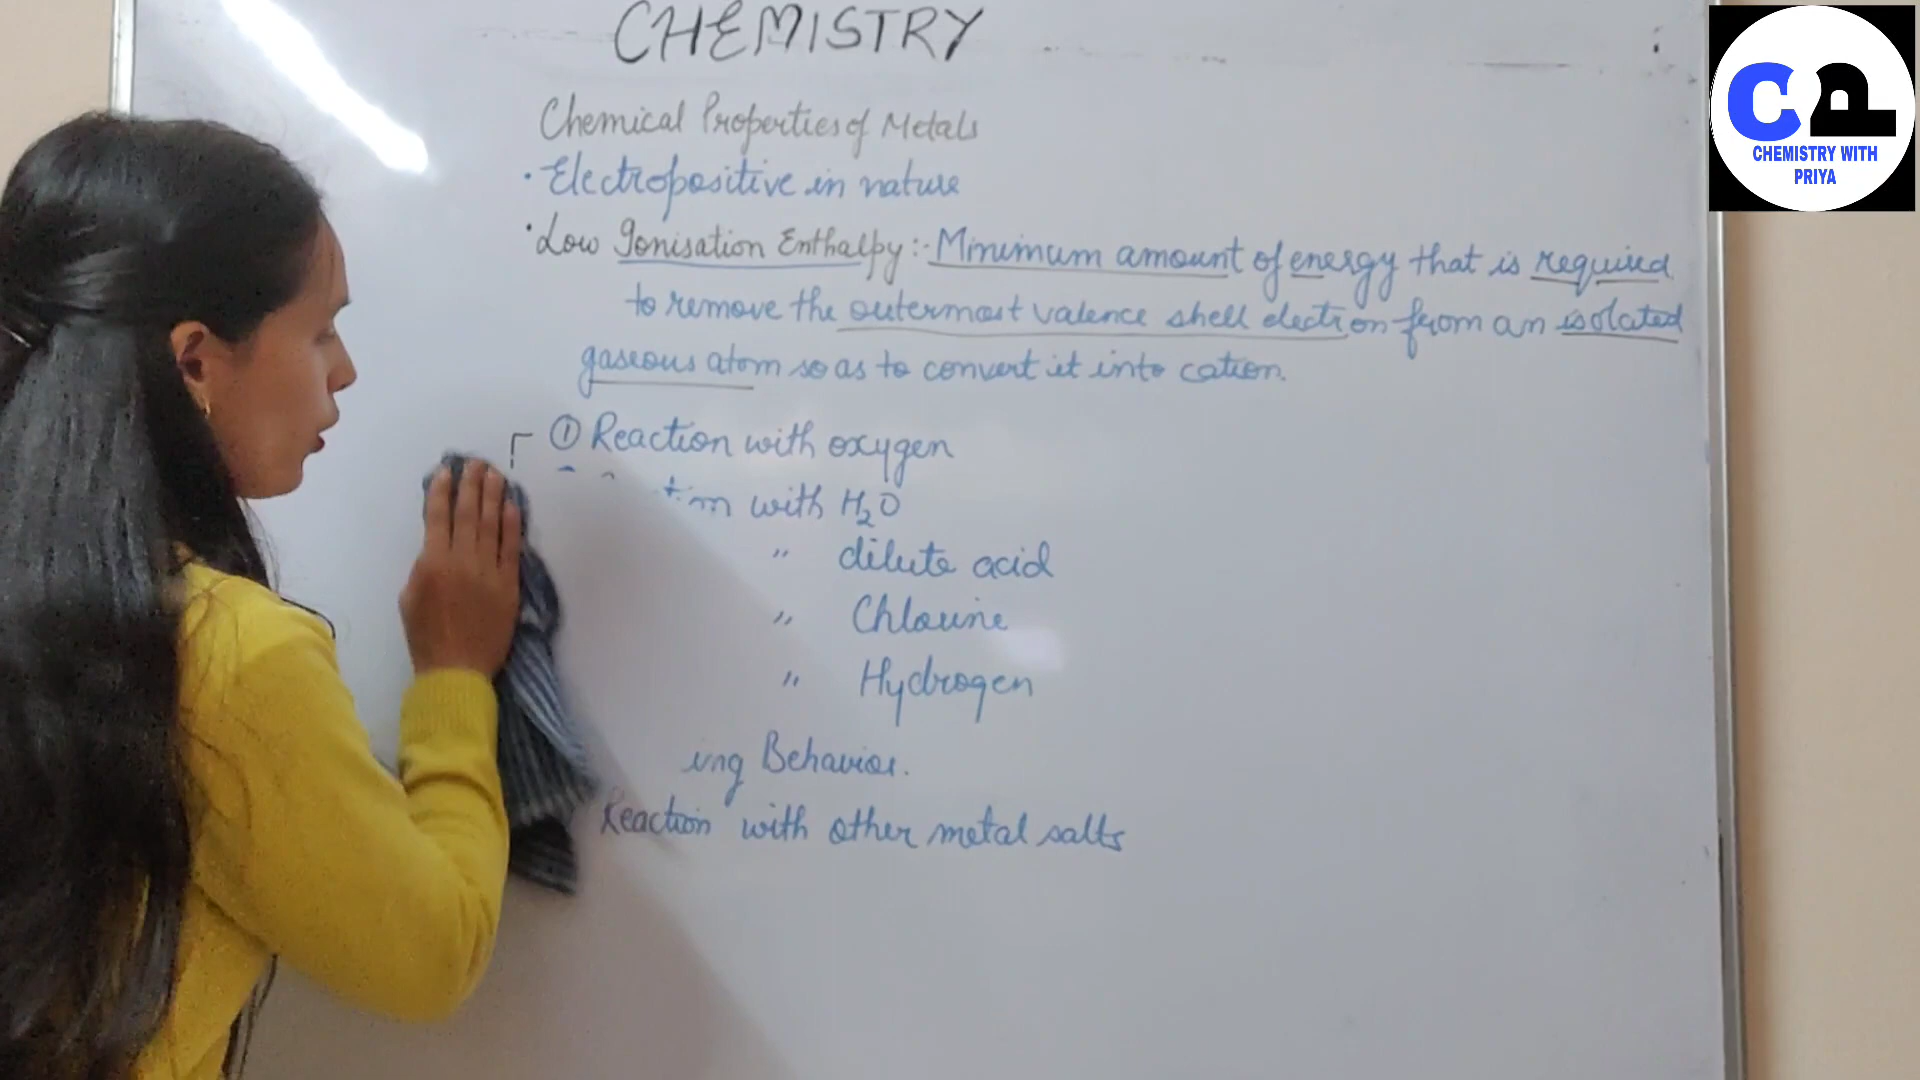 CHEMISTRY
Chemical Properties of Metals
• Electropositive in nature
• Low Ionisation Enthalpy :- Minimum amount of energy that is required
to remove the outermost valence shell electron from an isolated
gaseous atom so as to convert it into cation.
① Reaction with oxygen
with H₂O
" dilute acid
" Chlorine
" Hydrogen
ing Behavior.
Reaction with other metal salts
CP
CHEMISTRY WITH
PRIYA